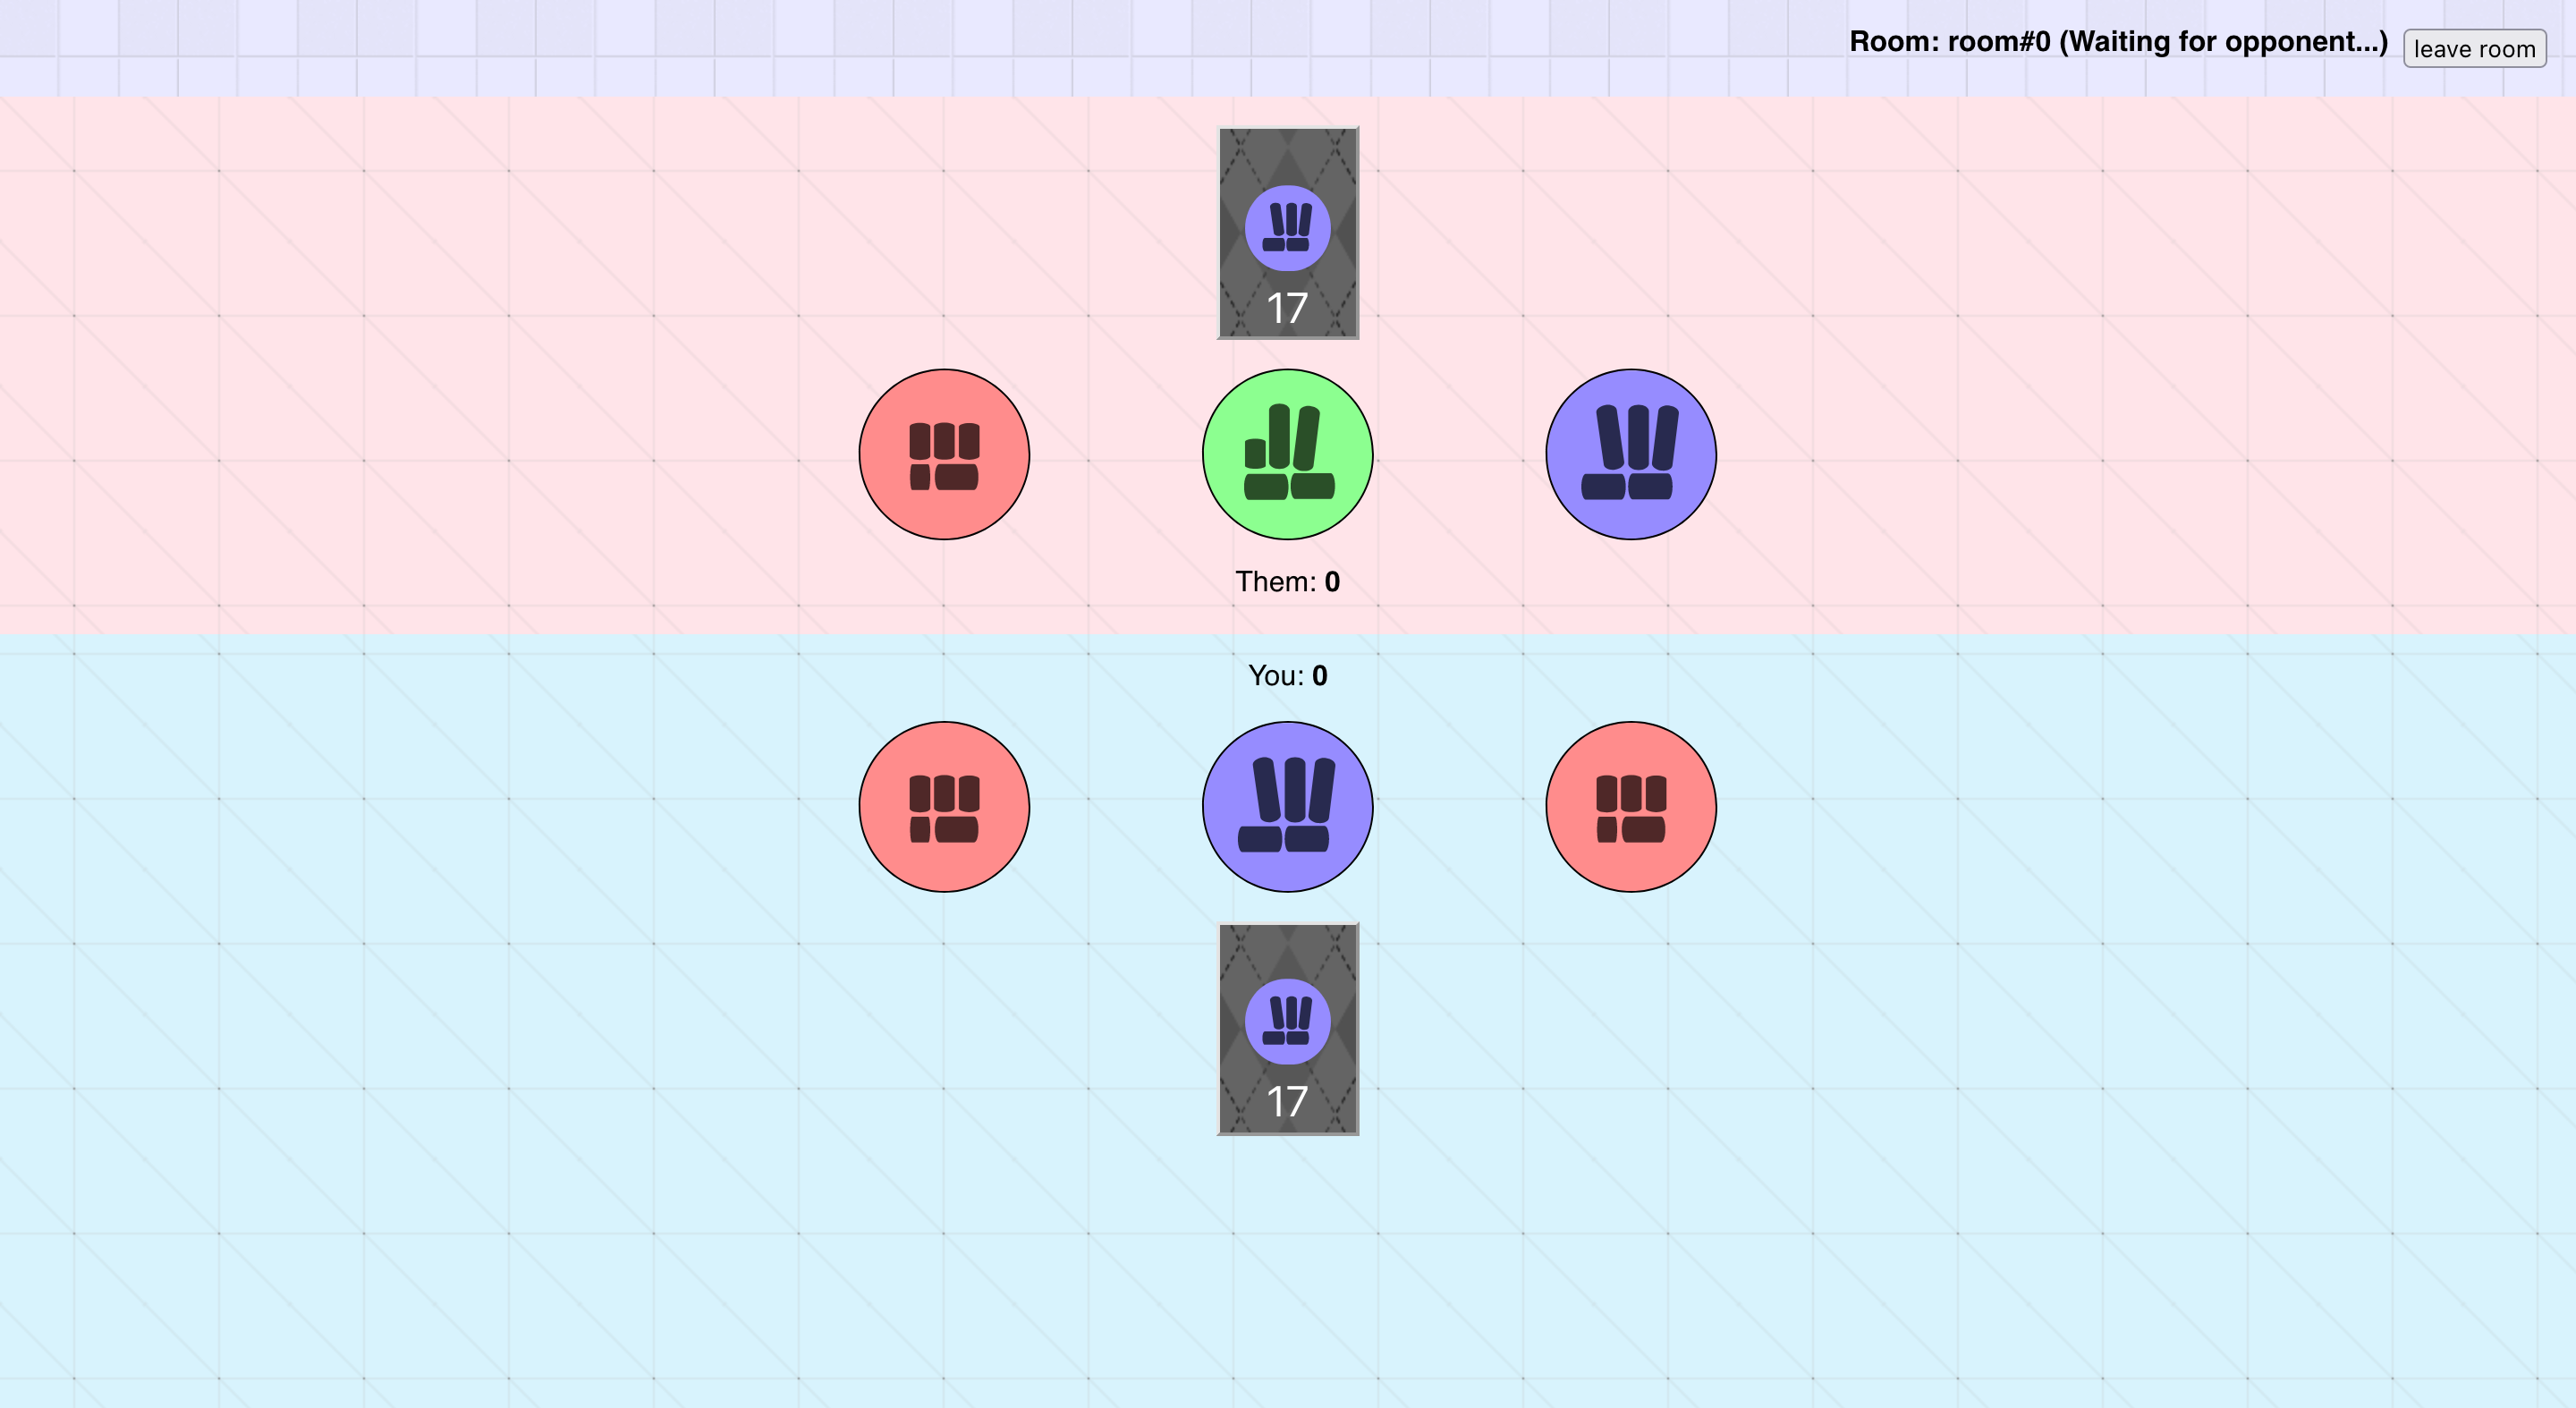 Room: room#0 (Waiting for opponent...) leave room
17
Them: 0
You: 0
17